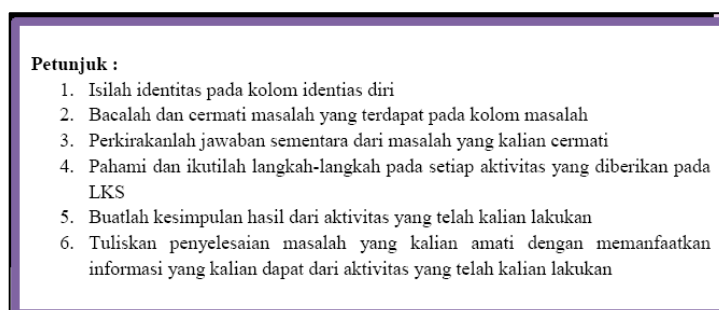 Petunjuk :
1. Isilah identitas pada kolom identias diri
2. Bacalah dan cermati masalah yang terdapat pada kolom masalah
3. Perkirakanlah jawaban sementara dari masalah yang kalian cermati
4. Pahami dan ikutilah langkah-langkah pada setiap aktivitas yang diberikan pada
LKS
5. Buatlah kesimpulan hasil dari aktivitas yang telah kalian lakukan
6. Tuliskan penyelesaian masalah yang kalian amati dengan memanfaatkan
informasi yang kalian dapat dari aktivitas yang telah kalian lakukan